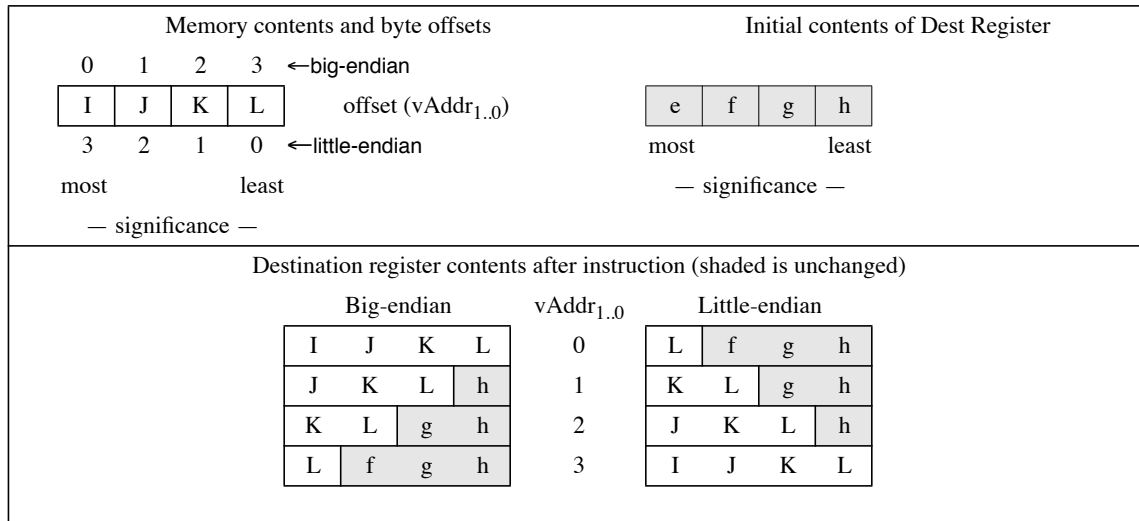 Memory contents and byte offsets
Initial contents of Dest Register
0 1 2 3 ←big-endian
I J K L offset (vAddr1..0)
e f g h
3 2 1 0 ←little-endian
most least
most least
— significance —
— significance —
Destination register contents after instruction (shaded is unchanged)
Big-endian vAddr1..0 Little-endian
I J K L 0 L f g h
J K L h 1 K L g h
K L g h 2 J K L h
L f g h 3 I J K L